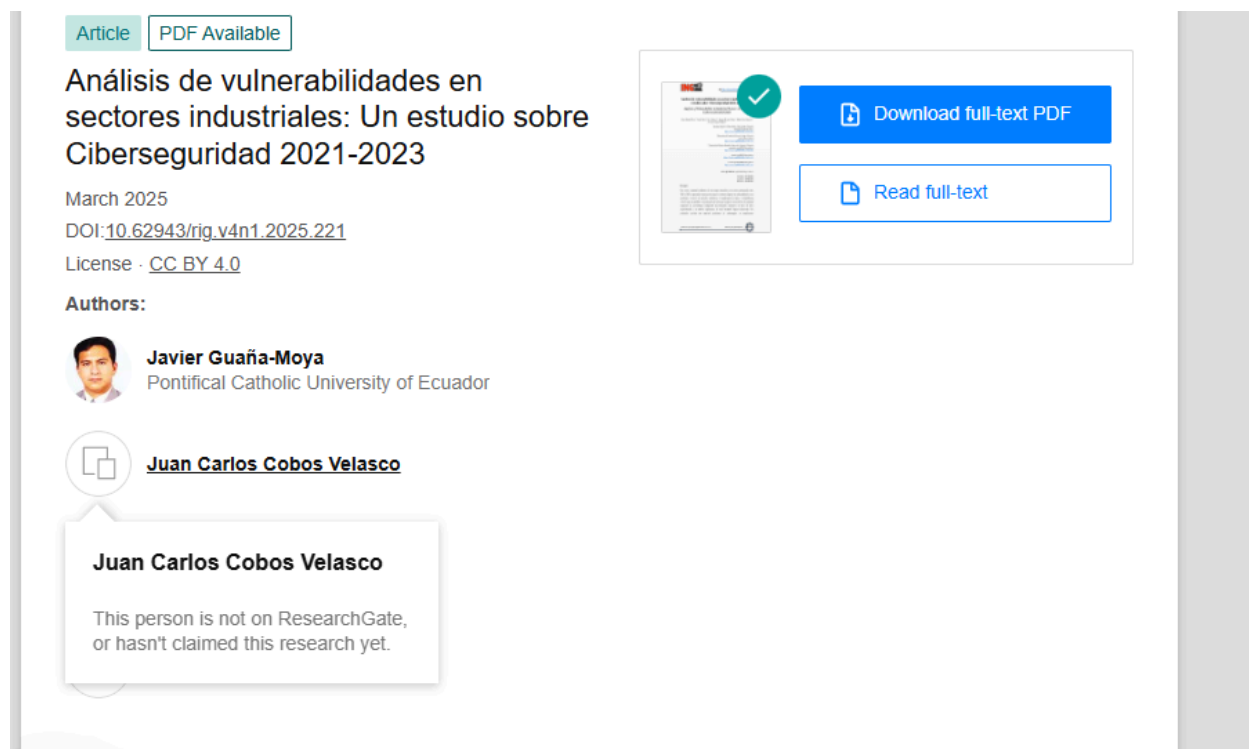 Article PDF Available
Análisis de vulnerabilidades en
sectores industriales: Un estudio sobre
Ciberseguridad 2021-2023
March 2025
DOI:10.62943/rig.v4n1.2025.221
License · CC BY 4.0
Authors:
Javier Guaña-Moya
Pontifical Catholic University of Ecuador
Juan Carlos Cobos Velasco
Juan Carlos Cobos Velasco
This person is not on ResearchGate,
or hasn't claimed this research yet.
Download full-text PDF
Read full-text